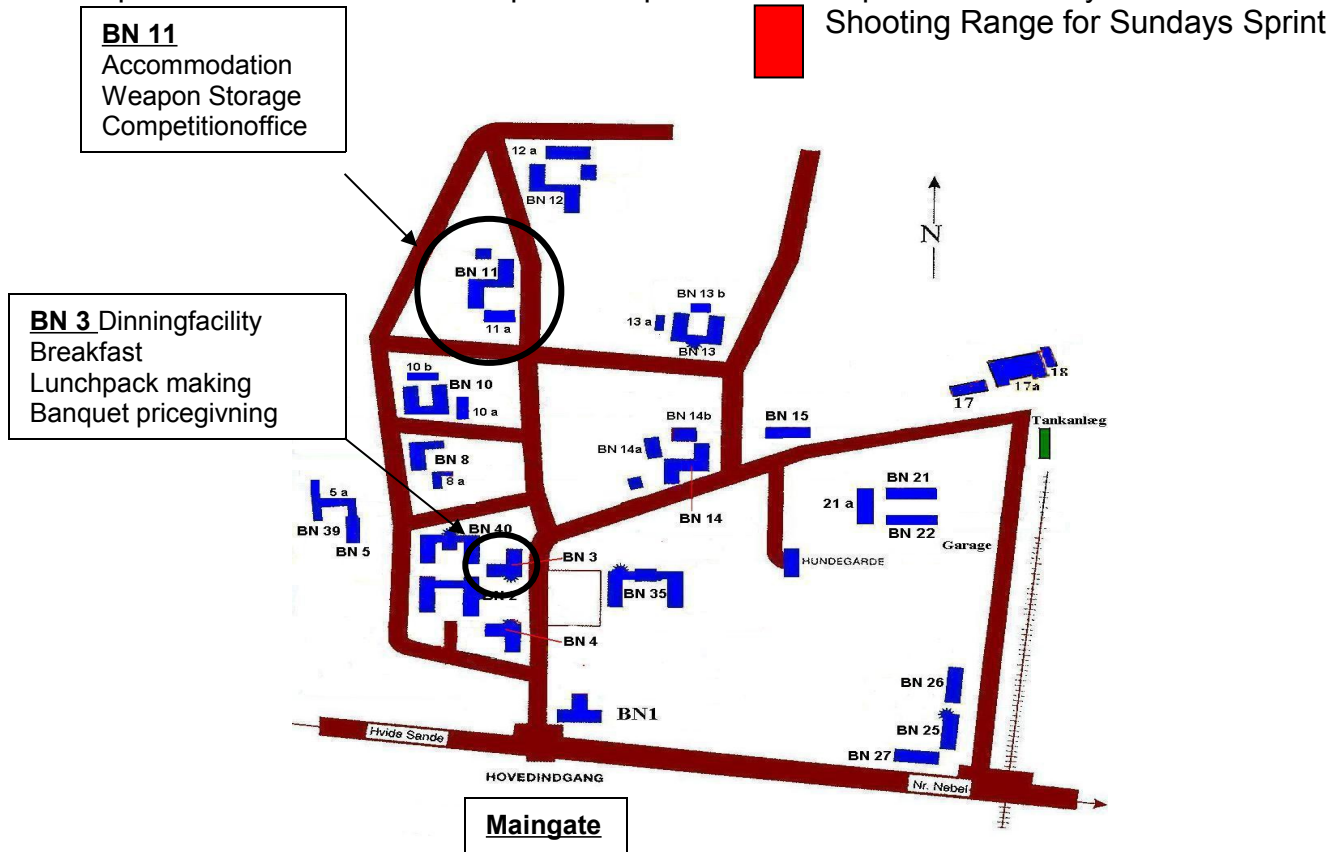 Shooting Range for Sundays Sprint
BN 11
Accommodation
Weapon Storage
Competitionoffice
12 a
BN 12
N
BN 11
11 a
BN 13 b
13 a
BN 13
BN 3 Dinningfacility
Breakfast
Lunchpack making
Banquet pricegivning
10 b
BN 10
10 a
18
17a
17
Tankanlæg
BN 14b
BN 15
BN 14a
BN 14
BN 8
8 a
BN 21
21 a
BN 22
Garage
5 a
BN 39
BN 5
BN 40
BN 3
HUNDEGÅRDE
BN 2
BN 35
BN 4
BN 26
BN1
BN 25
BN 27
Hvide Sande
HOVEDINDGANG
Nr. Nebel
Maingate